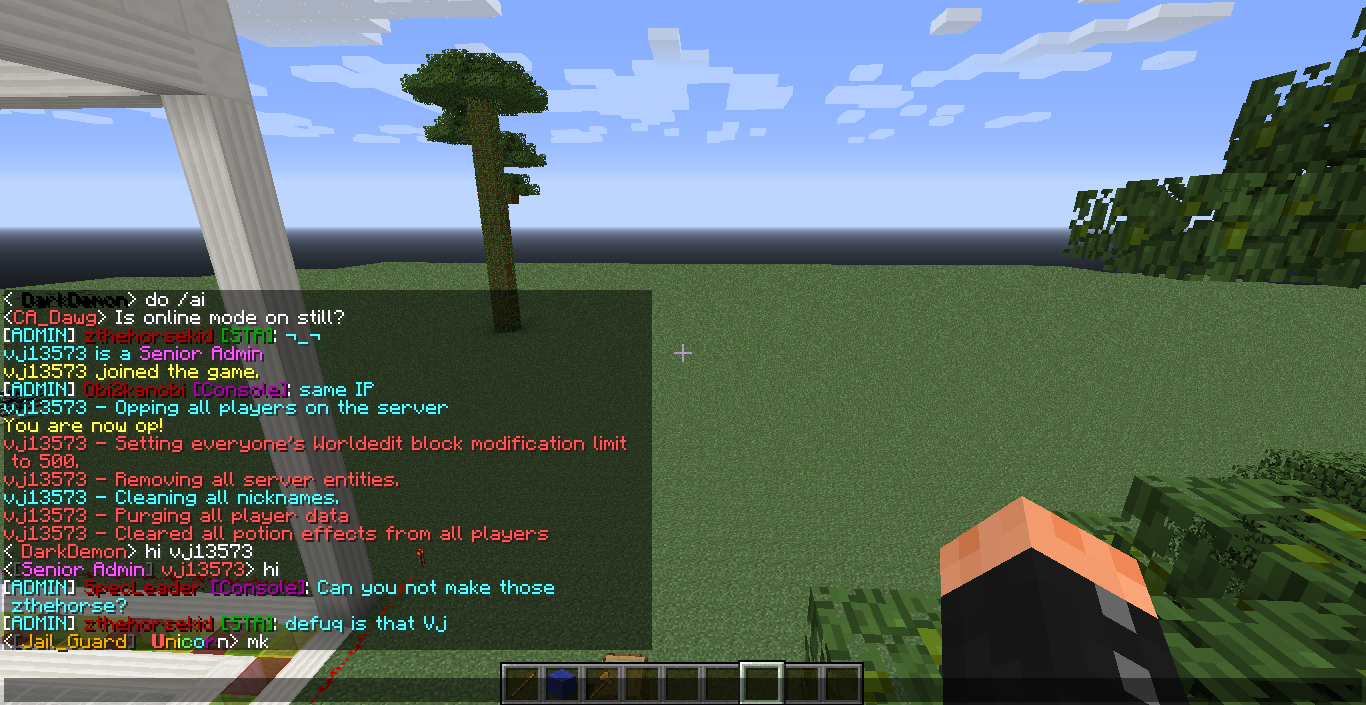 < DarkDemon> do /ai
<CA_Dawg> Is online mode on still?
[ADMIN] zthehorsekid [STA]: ¬_¬
vj13573 is a Senior Admin
vj13573 joined the game.
[ADMIN] Obi2kanobi [Console]: same IP
vj13573 - Opping all players on the server
You are now op!
vj13573 - Setting everyone's Worldedit block modification limit
to 500.
vj13573 - Removing all server entities.
vj13573 - Cleaning all nicknames.
vj13573 - Purging all player data
vj13573 - Cleared all potion effects from all players
< DarkDemon> hi vj13573
<[Senior Admin] vj13573> hi
[ADMIN] SpecLeader [Console]: Can you not make those
zthehorse?
[ADMIN] zthehorsekid [STA]: defuq is that Vj
<[Jail_Guard] Unicorn> mk